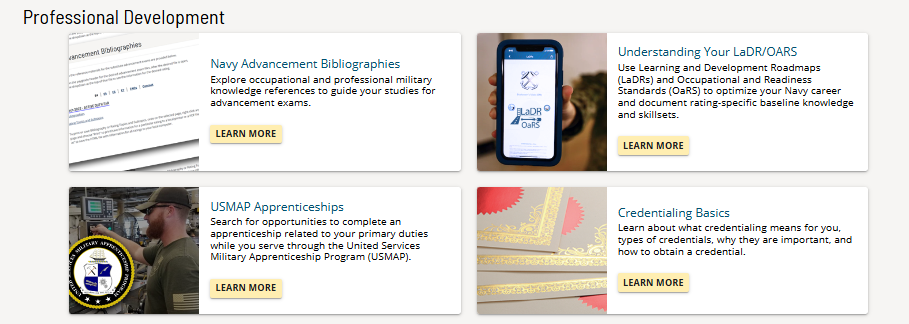 Professional Development
Navy Advancement Bibliographies
Explore occupational and professional military
knowledge references to guide your studies for
advancement exams.
LEARN MORE
Understanding Your LaDR/OARS
Use Learning and Development Roadmaps
(LaDRs) and Occupational and Readiness
Standards (OaRS) to optimize your Navy career
and document rating-specific baseline knowledge
and skillsets.
LEARN MORE
LaDR
OaRS
USMAP Apprenticeships
Search for opportunities to complete an
apprenticeship related to your primary duties
while you serve through the United Services
Military Apprenticeship Program (USMAP).
LEARN MORE
MILITARY APPRENTICESHIP PROGRAM
Credentialing Basics
Learn about what credentialing means for you,
types of credentials, why they are important, and
how to obtain a credential.
LEARN MORE